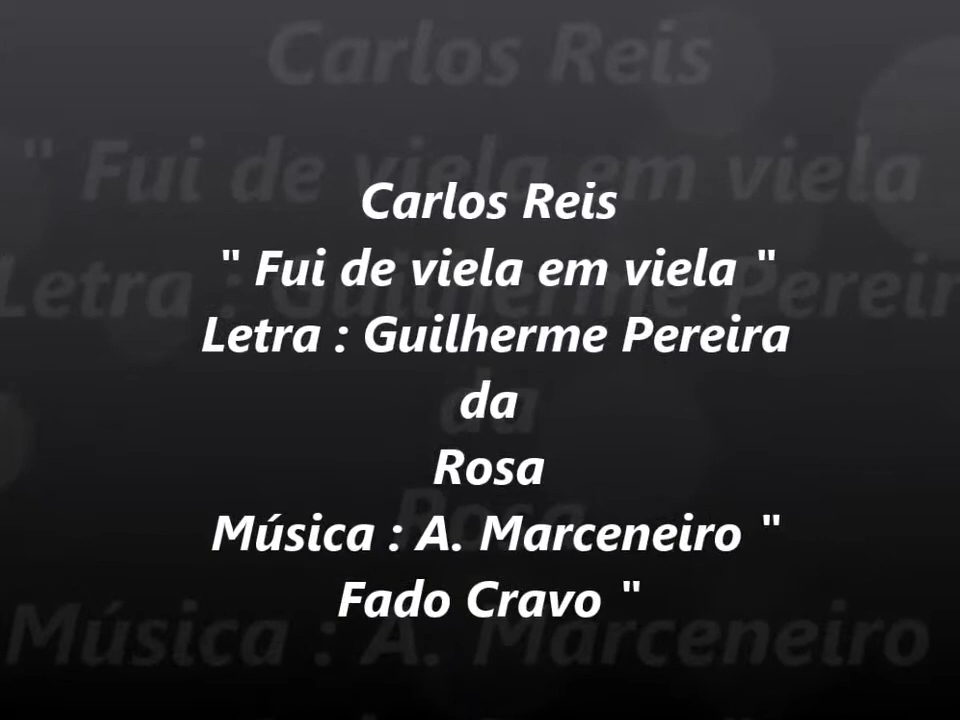 Carlos Reis
" Fui de viela em viela "
Letra : Guilherme Pereira
da
Rosa
Música : A. Marceneiro "
Fado Cravo "